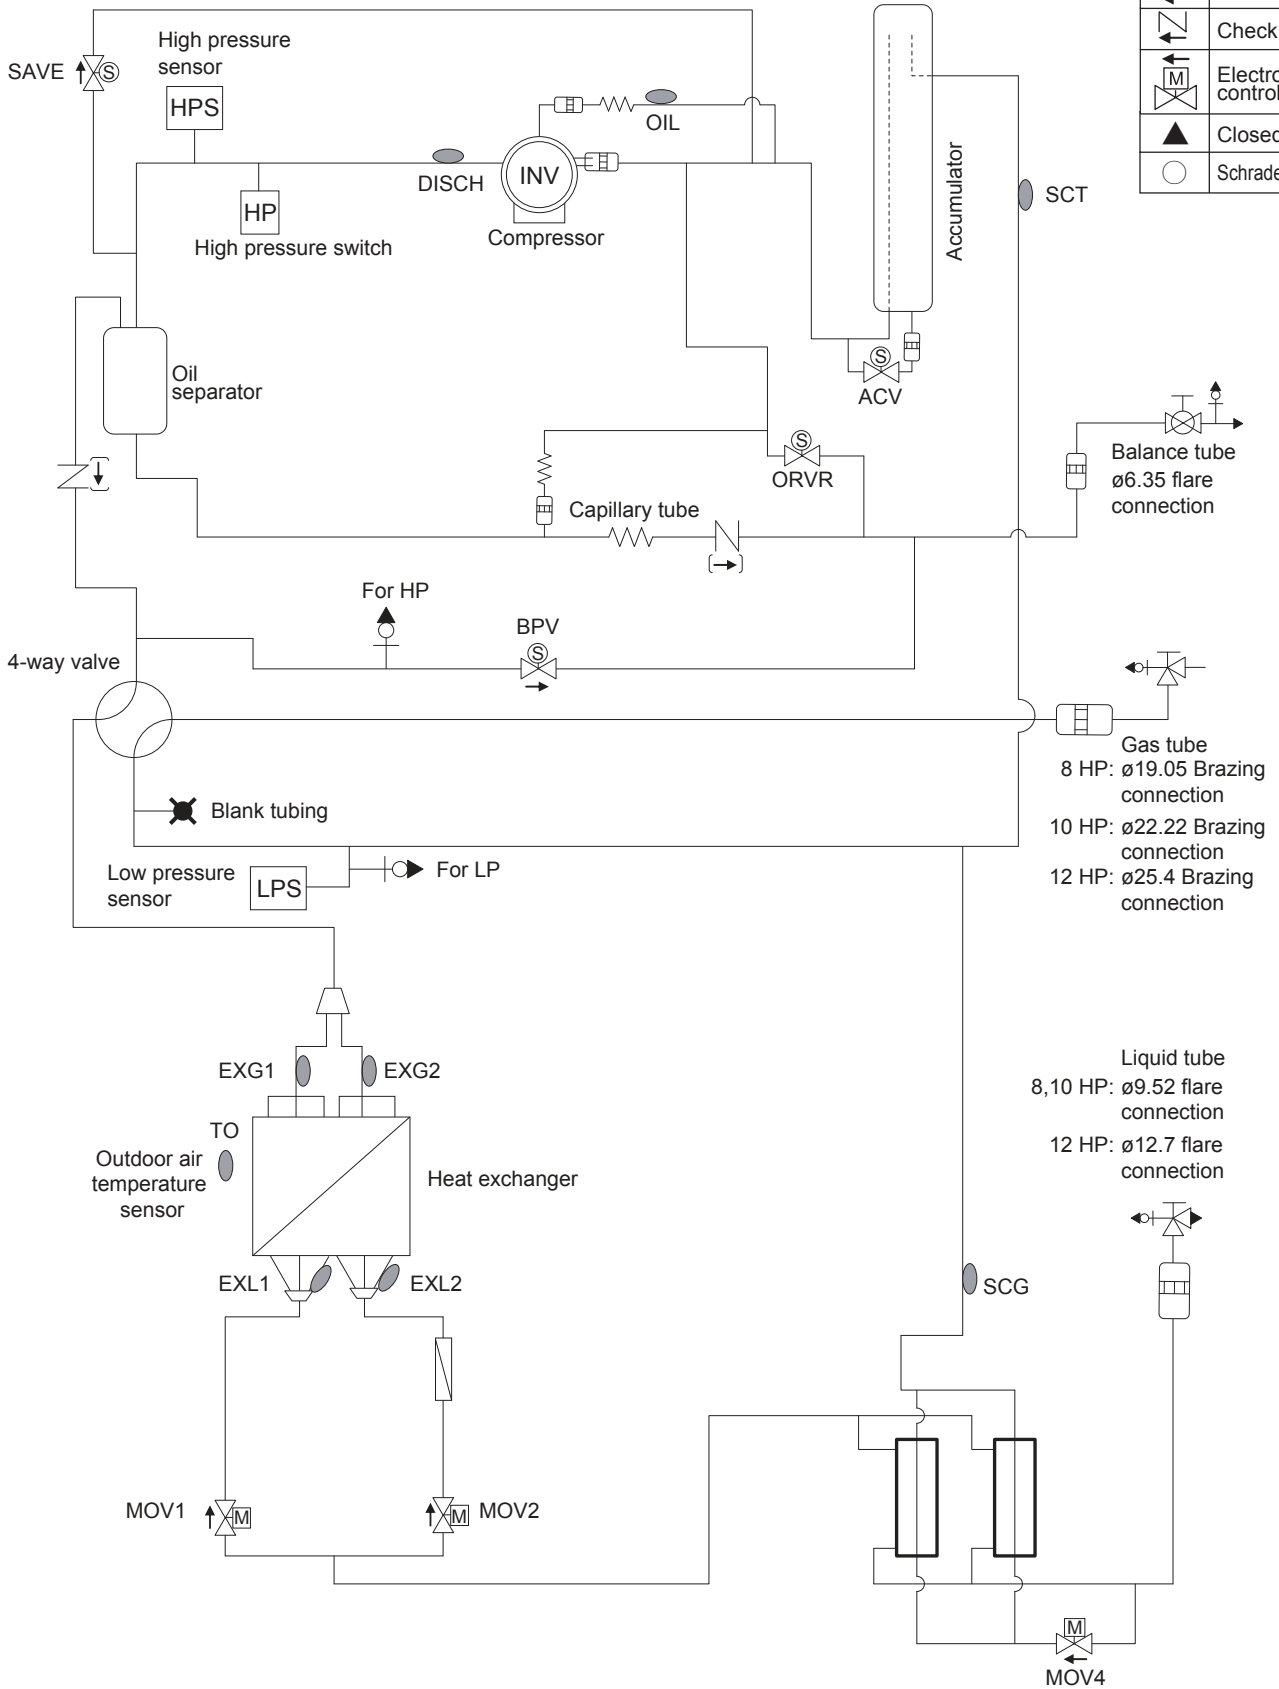 Check
Electro
control
Closed
Schrade
SAVE
S
High pressure
sensor
HPS
OIL
DISCH
INV
Compressor
HP
High pressure switch
Accumulator
SCT
Oil
separator
S
ACV
S
ORVR
Capillary tube
Balance tube
ø6.35 flare
connection
For HP
BPV
S
4-way valve
Gas tube
8 HP: ø19.05 Brazing
connection
10 HP: ø22.22 Brazing
connection
12 HP: ø25.4 Brazing
connection
Blank tubing
Low pressure
sensor
LPS
For LP
EXG1
EXG2
TO
Outdoor air
temperature
sensor
Heat exchanger
EXL1
EXL2
Liquid tube
8,10 HP: ø9.52 flare
connection
12 HP: ø12.7 flare
connection
SCG
MOV1
M
M
MOV2
M
MOV4
M